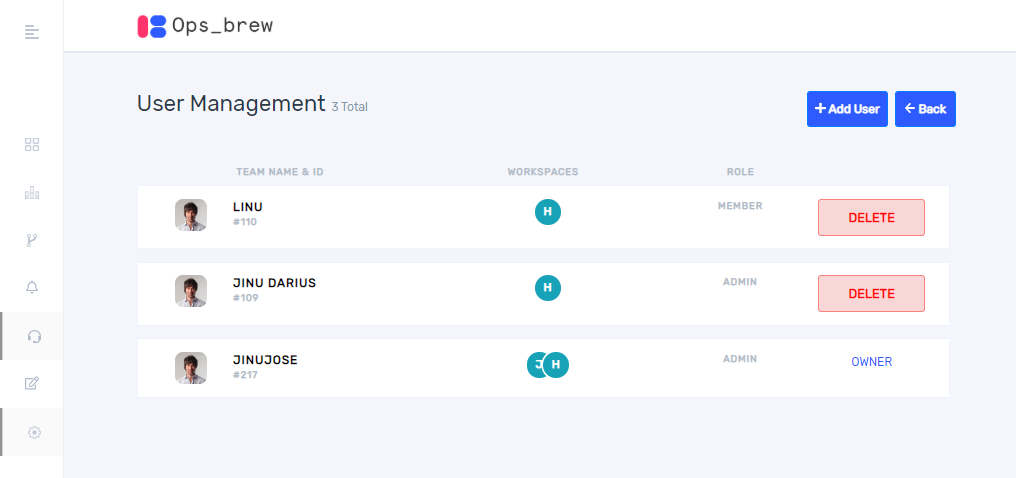 Ops_brew
User Management 3 Total
+ Add User
← Back
TEAM NAME & ID WORKSPACES ROLE
LINU
#110
H
MEMBER
DELETE
JINU DARIUS
#109
H
ADMIN
DELETE
JINUJOSE
#217
J H
ADMIN
OWNER